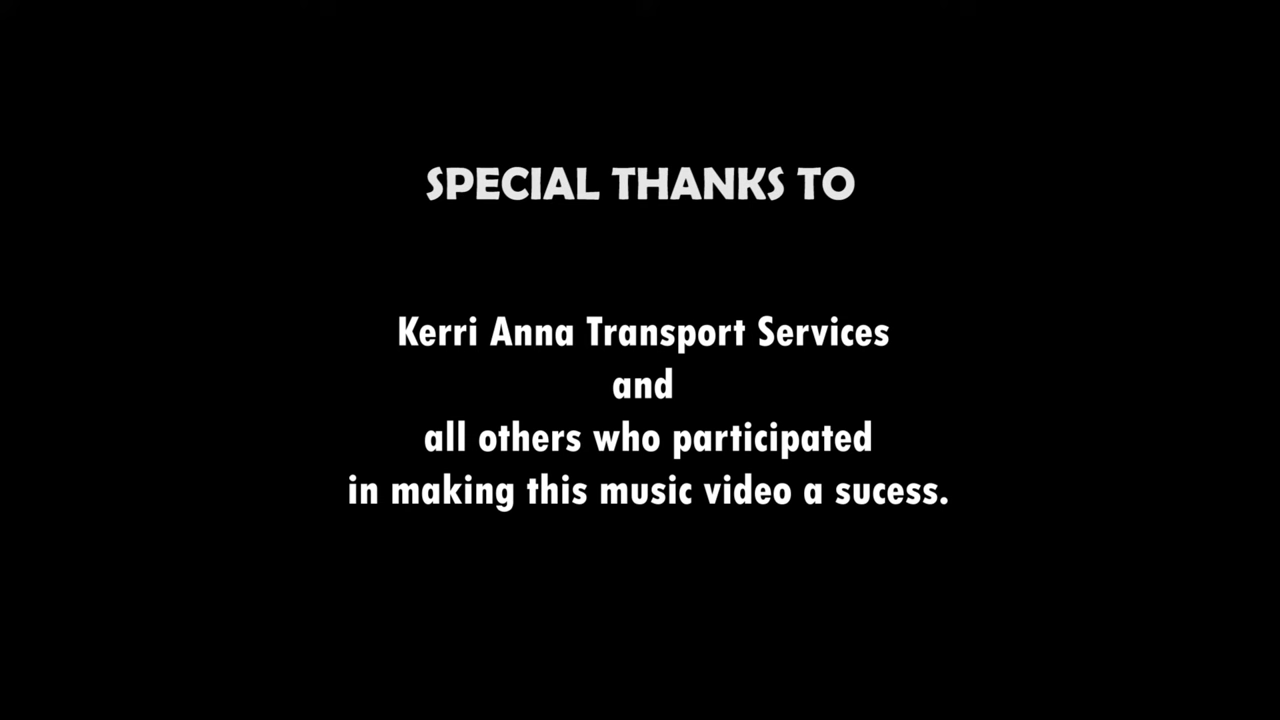 SPECIAL THANKS TO
Kerri Anna Transport Services
and
all others who participated
in making this music video a sucess.